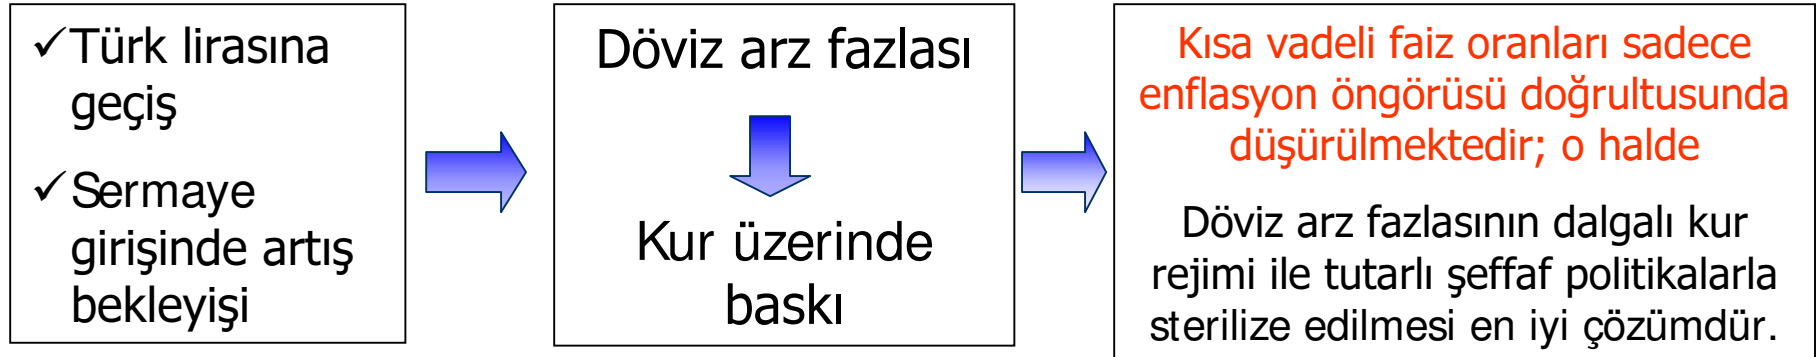 ✓Türk lirasına
geçiş
✓Sermaye
girişinde artış
bekleyişi
Döviz arz fazlası
Kur üzerinde
baskı
Kısa vadeli faiz oranları sadece
enflasyon öngörüsü doğrultusunda
düşürülmektedir; o halde
Döviz arz fazlasının dalgalı kur
rejimi ile tutarlı şeffaf politikalarla
sterilize edilmesi en iyi çözümdür.